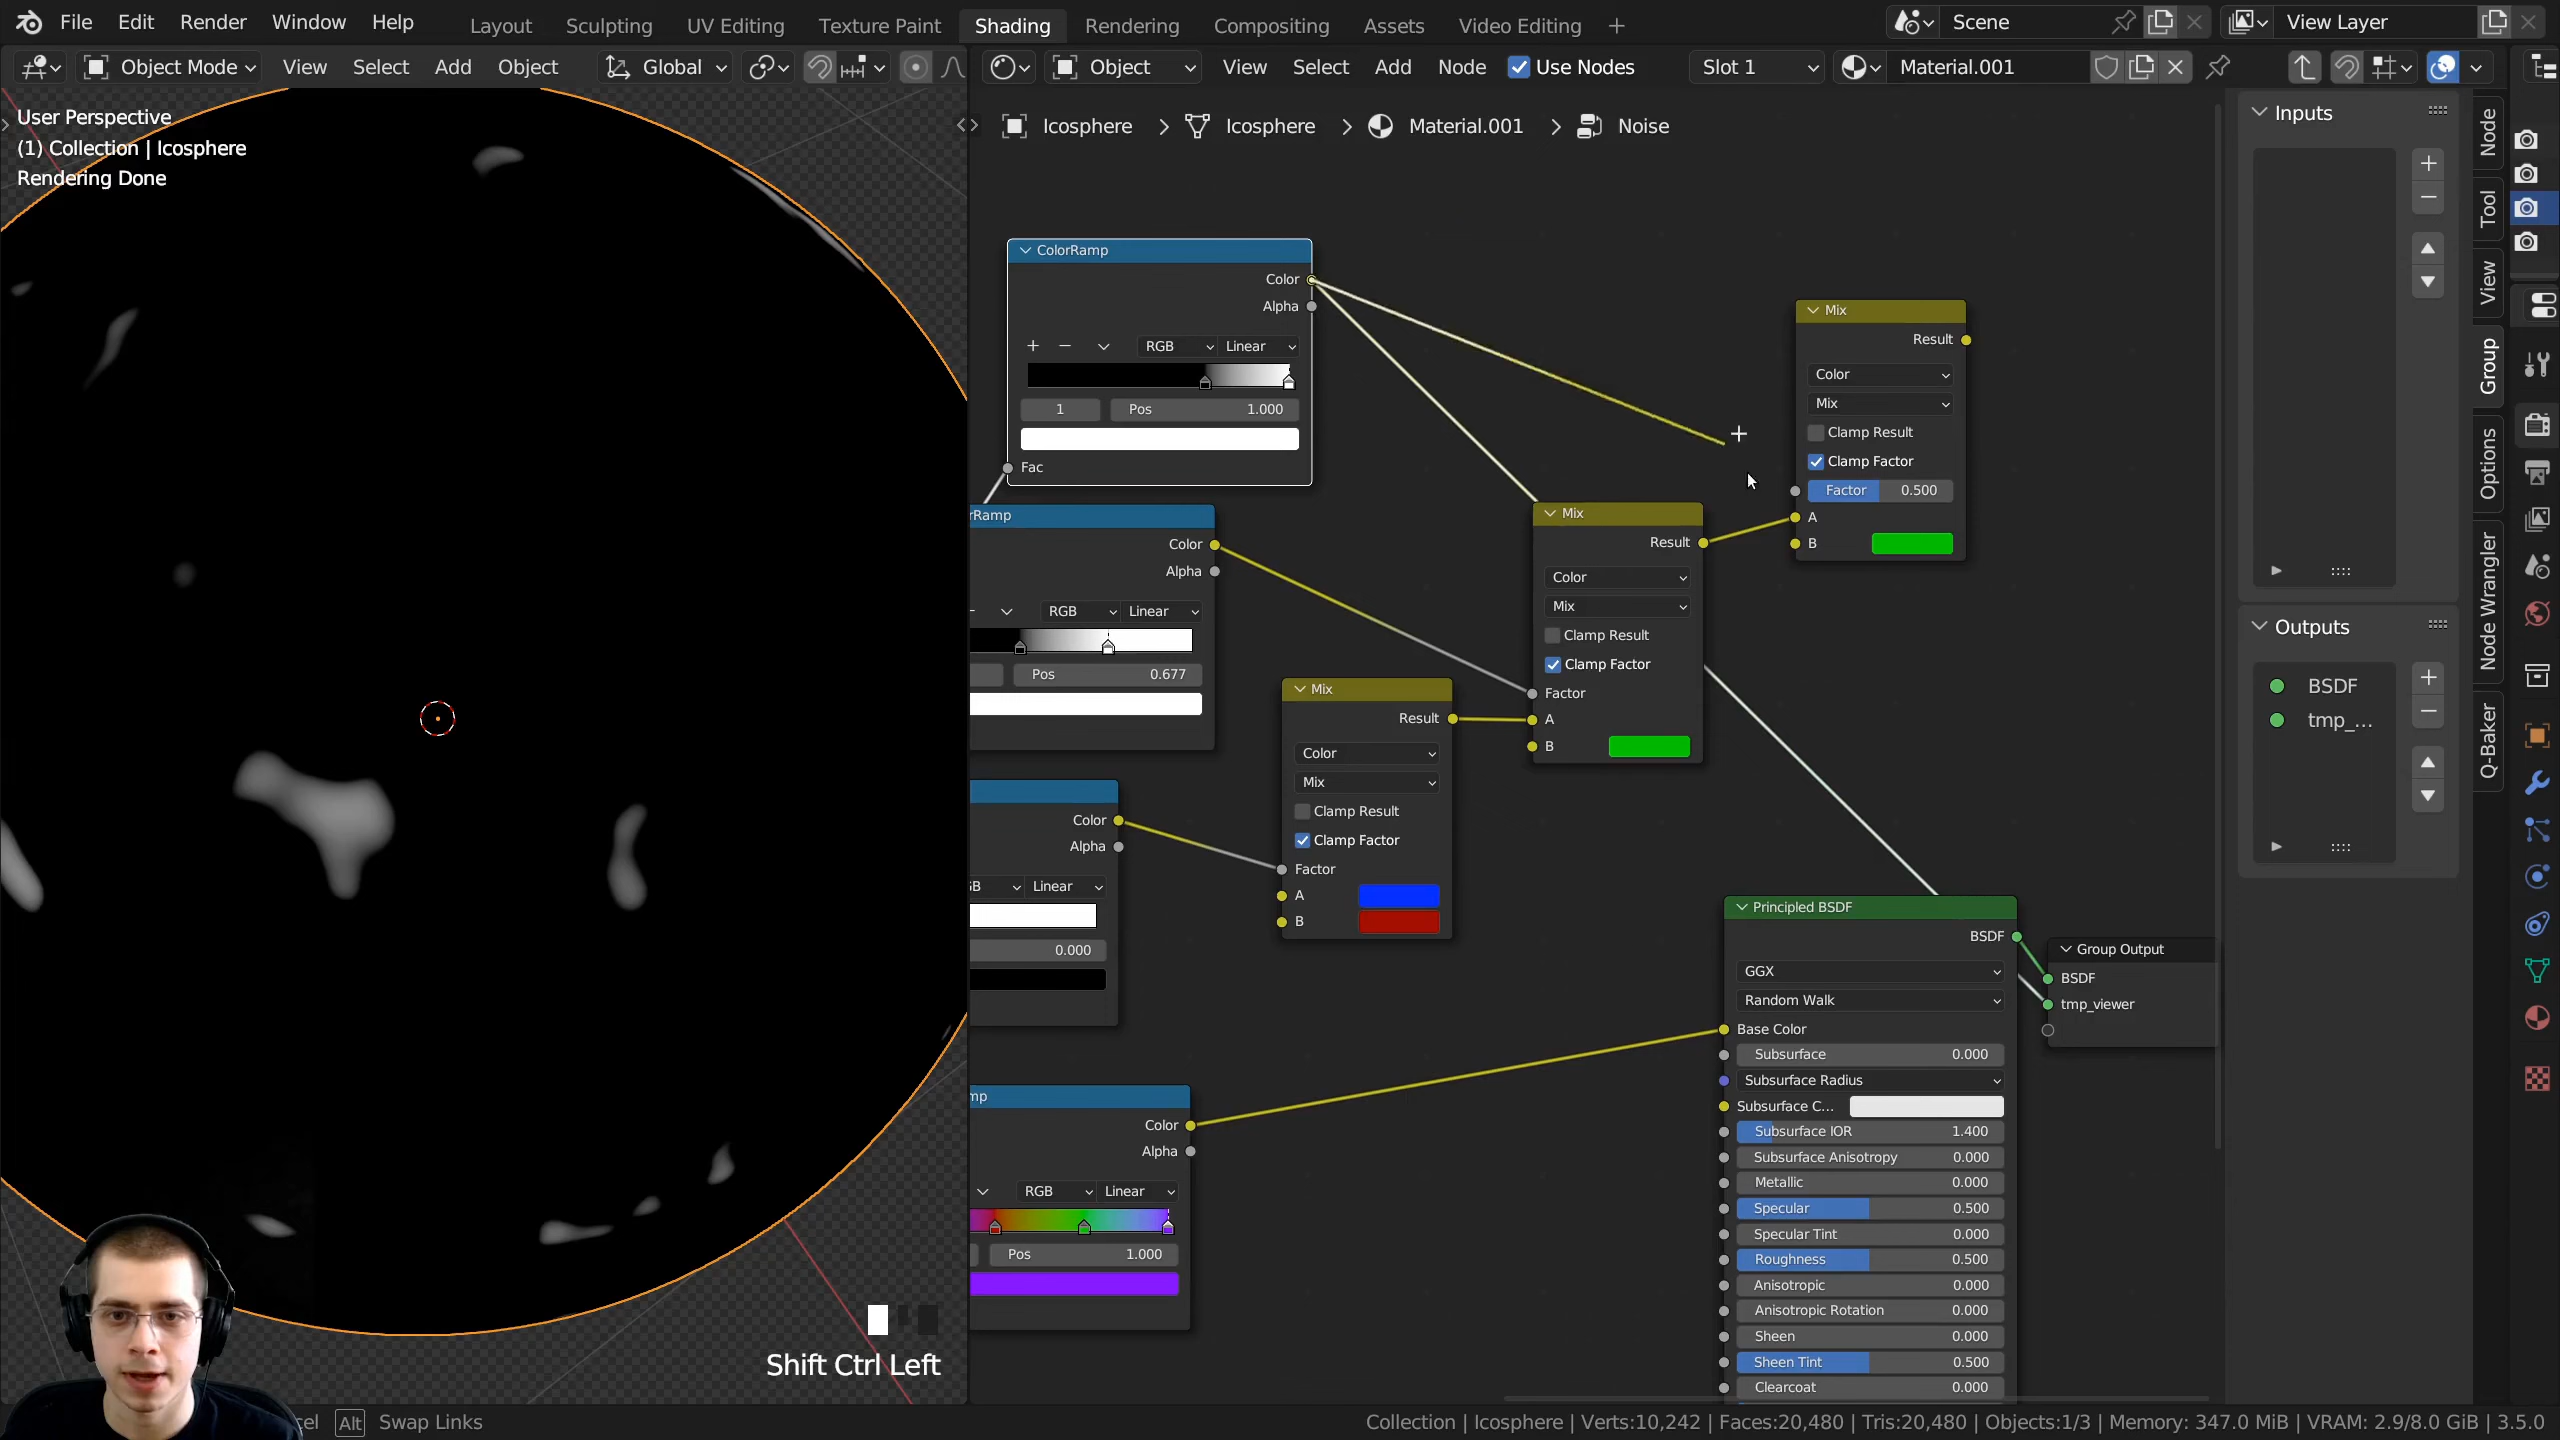 File Edit Render Window Help Layout Sculpting UV Editing Texture Paint Shading Rendering Compositing Assets Video Editing Scene View Layer
Object Mode View Select Add Object Global Object View Select Add Node Use Nodes Slot 1 Material.001
User Perspective
(1) Collection | Icosphere
Rendering Done
Icosphere Icosphere Material.001 Noise
ColorRamp
Color
Alpha
RGB Linear
1 Pos 1.000
Fac
rRamp
Color
Alpha
RGB Linear
Pos 0.677
Color
Alpha
Linear
0.000
mp
Color
Alpha
RGB Linear
Pos 1.000
Mix
Result
Color
Mix
Clamp Result
Clamp Factor
Factor
A
B
Mix
Result
Color
Mix
Clamp Result
Clamp Factor
Factor
A
B
Mix
Result
Color
Mix
Clamp Result
Clamp Factor
Factor 0.500
A
B
Principled BSDF
BSDF
GGX
Random Walk
Base Color
Subsurface 0.000
Subsurface Radius
Subsurface C...
Subsurface IOR 1.400
Subsurface Anisotropy 0.000
Metallic 0.000
Specular 0.500
Specular Tint 0.000
Roughness 0.500
Anisotropic 0.000
Anisotropic Rotation 0.000
Sheen 0.000
Sheen Tint 0.500
Clearcoat 0.000
Group Output
BSDF
tmp_viewer
Inputs
Outputs
BSDF
tmp_...
Node
Tool
View
Group
Options
Node Wrangler
Q-Baker
Shift Ctrl Left
Alt Swap Links
Collection | Icosphere | Verts:10,242 | Faces:20,480 | Tris:20,480 | Objects:1/3 | Memory: 347.0 MiB | VRAM: 2.9/8.0 GiB | 3.5.0